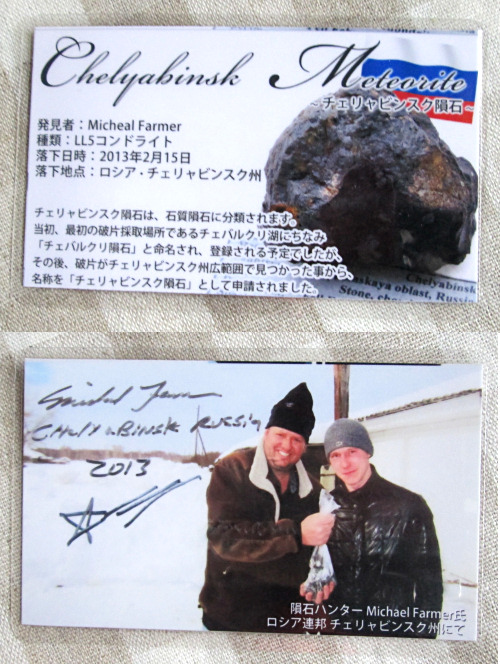 Chelyabinsk Meteorite
~チェリャビンスク隕石~
発見者：Micheal Farmer
種類：LL5コンドライト
落下日時：2013年2月15日
落下地点：ロシア・チェリャビンスク州
チェリャビンスク隕石は、石質隕石に分類されます。
当初、最初の破片採取場所であるチェバルクリ湖にちなみ
「チェバルクリ隕石」と命名され、登録される予定でしたが、
その後、破片がチェリャビンスク州広範囲で見つかった事から、
名称を「チェリャビンスク隕石」として申請されました。
Chelyabinsk
skaya oblast, Russia
Stone,
CHELYABINSK RUSSIA
2013
隕石ハンター Michael Farmer氏
ロシア連邦 チェリャビンスク州にて